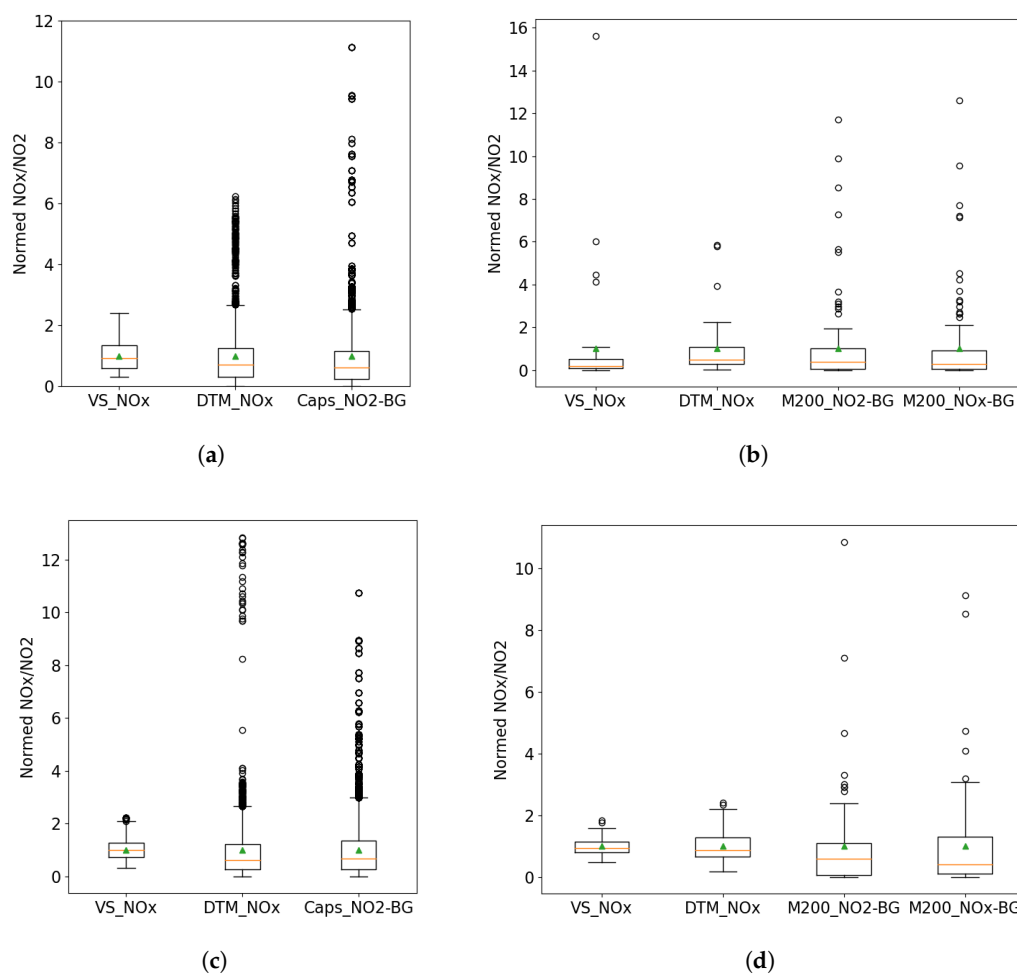 12
10
8
6
4
2
0
Normed NOx/NO2
VS_NOx DTM_NOx Caps_NO2-BG
(a)
16
14
12
10
8
6
4
2
0
Normed NOx/NO2
VS_NOx DTM_NOx M200_NO2-BG M200_NOx-BG
(b)
12
10
8
6
4
2
0
Normed NOx/NO2
VS_NOx DTM_NOx Caps_NO2-BG
(c)
10
8
6
4
2
0
Normed NOx/NO2
VS_NOx DTM_NOx M200_NO2-BG M200_NOx-BG
(d)